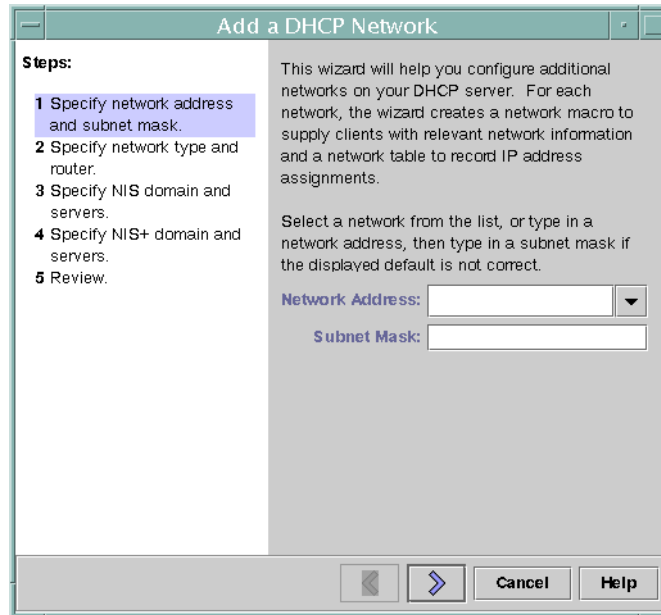 Add a DHCP Network
Steps:
1 Specify network address
and subnet mask.
2 Specify network type and
router.
3 Specify NIS domain and
servers.
4 Specify NIS+ domain and
servers.
5 Review.
This wizard will help you configure additional
networks on your DHCP server. For each
network, the wizard creates a network macro to
supply clients with relevant network information
and a network table to record IP address
assignments.
Select a network from the list, or type in a
network address, then type in a subnet mask if
the displayed default is not correct.
Network Address:
Subnet Mask:
Cancel
Help